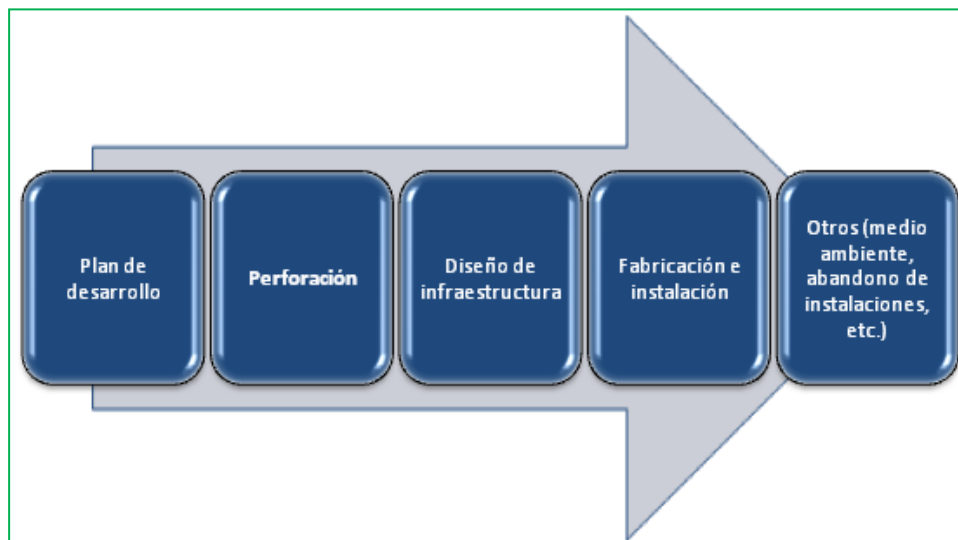 Plan de
desarrollo
Perforación
Diseño de
infraestructura
Fabricación e
instalación
Otros (medio
ambiente,
abandono de
instalaciones,
etc.)